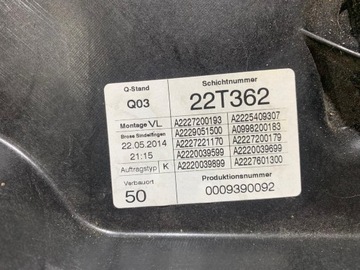 Q-Stand
Schichtnummer
Q03
22T362
Montage VL
A2227200193 A2225409307
Brose Sindelfingen
A2229051500 A0998200183
22.05.2014
A2227221170 A2227200179
21:15
A2220039599 A2220039699
Auftragstyp K
A2220039899 A2227601300
Verbauort
Produktionsnummer
50
0009390092